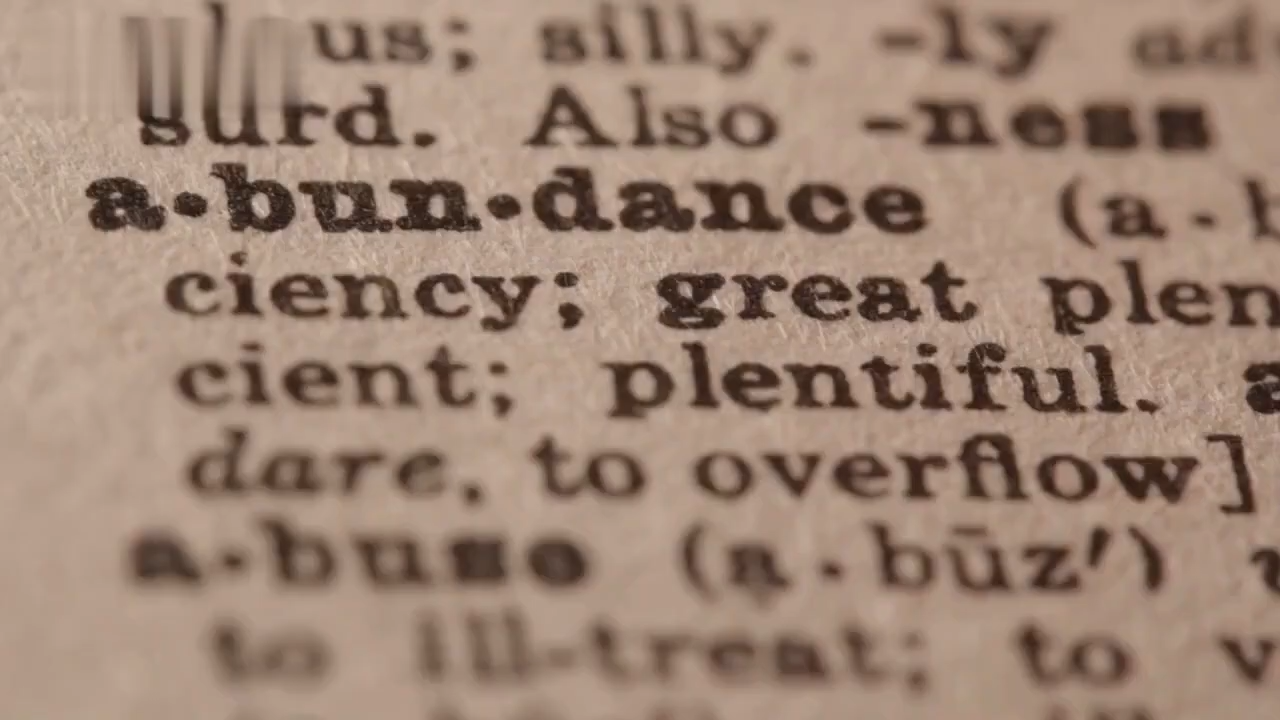 us; silly. -ly ad
surd. Also -ness
a·bun·dance (a·b
ciency; great plen
cient; plentiful. a
dare, to overflow]
a·buse (a·būz′) v
to ill-treat; to v